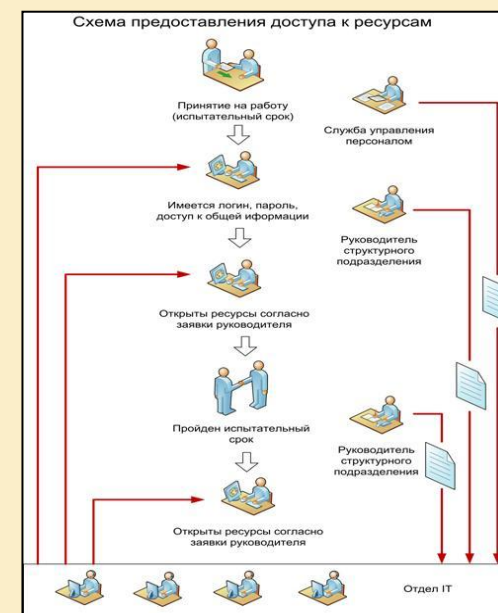 Схема предоставления доступа к ресурсам
Принятие на работу
(испытательный срок)
Служба управления
персоналом
Имеется логин, пароль,
доступ к общей иформации
Руководитель
структурного
подразделения
Открыты ресурсы согласно
заявки руководителя
Пройден испытательный
срок
Руководитель
структурного
подразделения
Открыты ресурсы согласно
заявки руководителя
Отдел IT